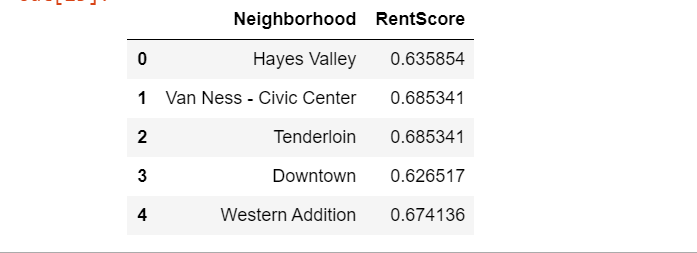 Neighborhood RentScore
0 Hayes Valley 0.635854
1 Van Ness - Civic Center 0.685341
2 Tenderloin 0.685341
3 Downtown 0.626517
4 Western Addition 0.674136